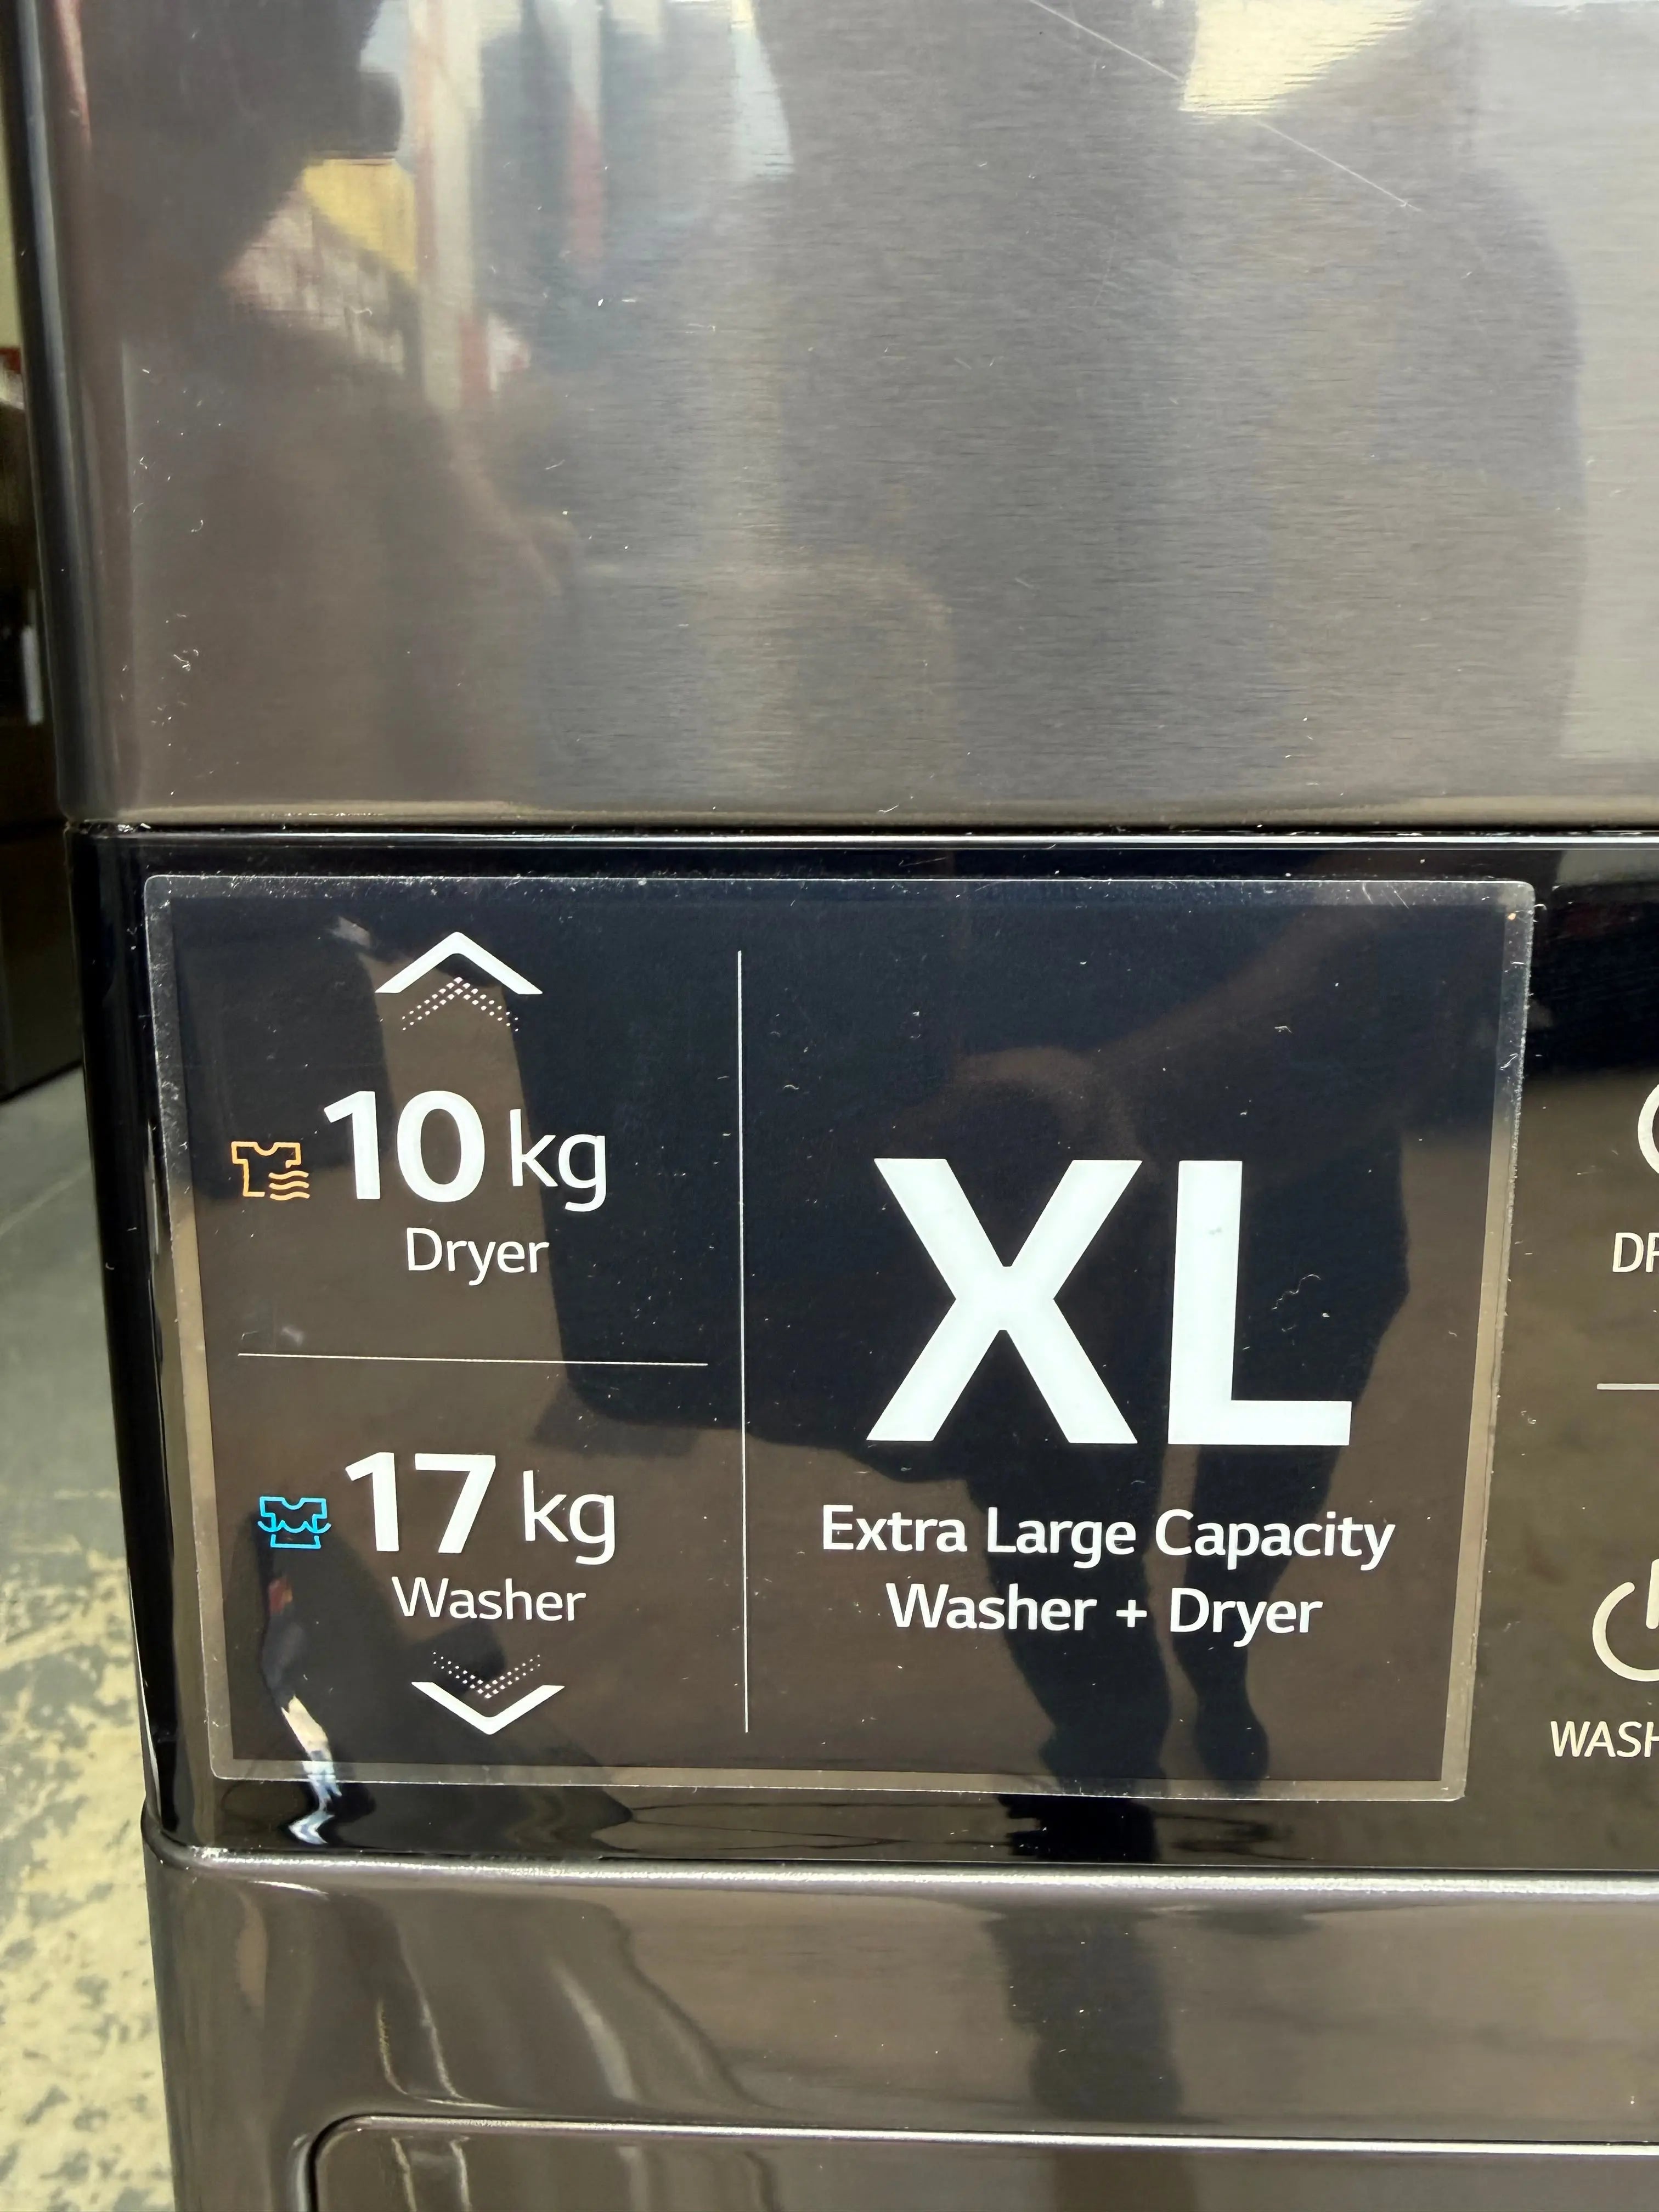 10 kg
Dryer
17 kg
Washer
XL
Extra Large Capacity
Washer + Dryer